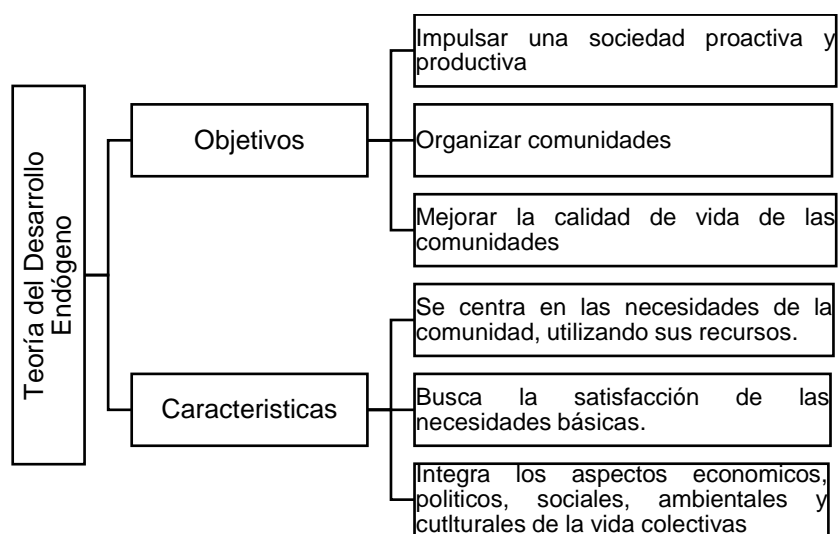 Teoría del Desarrollo
Endógeno
Objetivos
Impulsar una sociedad proactiva y
productiva
Organizar comunidades
Mejorar la calidad de vida de las
comunidades
Caracteristicas
Se centra en las necesidades de la
comunidad, utilizando sus recursos.
Busca la satisfacción de las
necesidades básicas.
Integra los aspectos economicos,
politicos, sociales, ambientales y
cutlturales de la vida colectivas